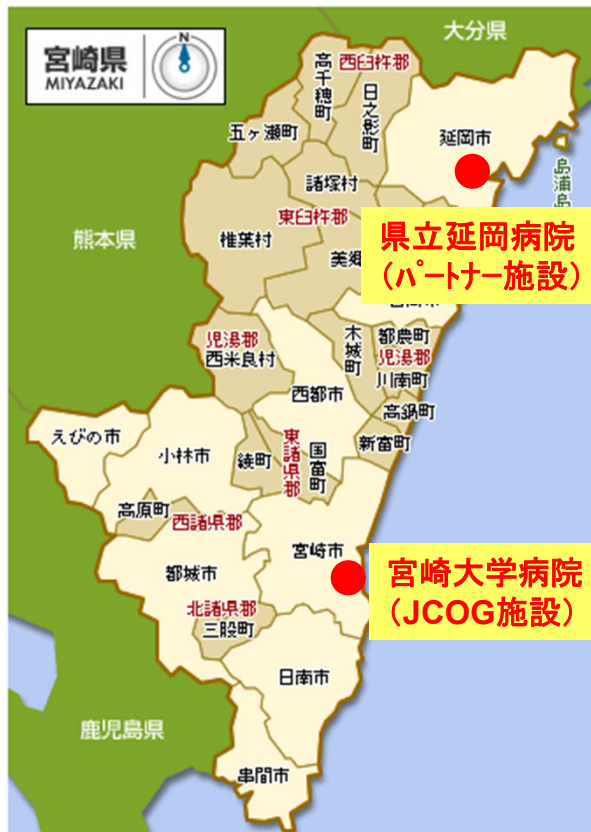 大分県
宮崎県
MIYAZAKI
N
高千穂町
西臼杵郡
日之影町
延岡市
五ヶ瀬町
島浦島
諸塚村
東臼杵郡
椎葉村
熊本県
県立延岡病院
（パートナー施設）
美郷
児湯郡
西米良村
木城町
都農町
児湯郡
川南町
西都市
高鍋町
えびの市
小林市
綾町
東諸県郡
国富町
新富町
高原町
西諸県郡
宮崎市
都城市
宮崎大学病院
（JCOG施設）
北諸県郡
三股町
日南市
鹿児島県
串間市